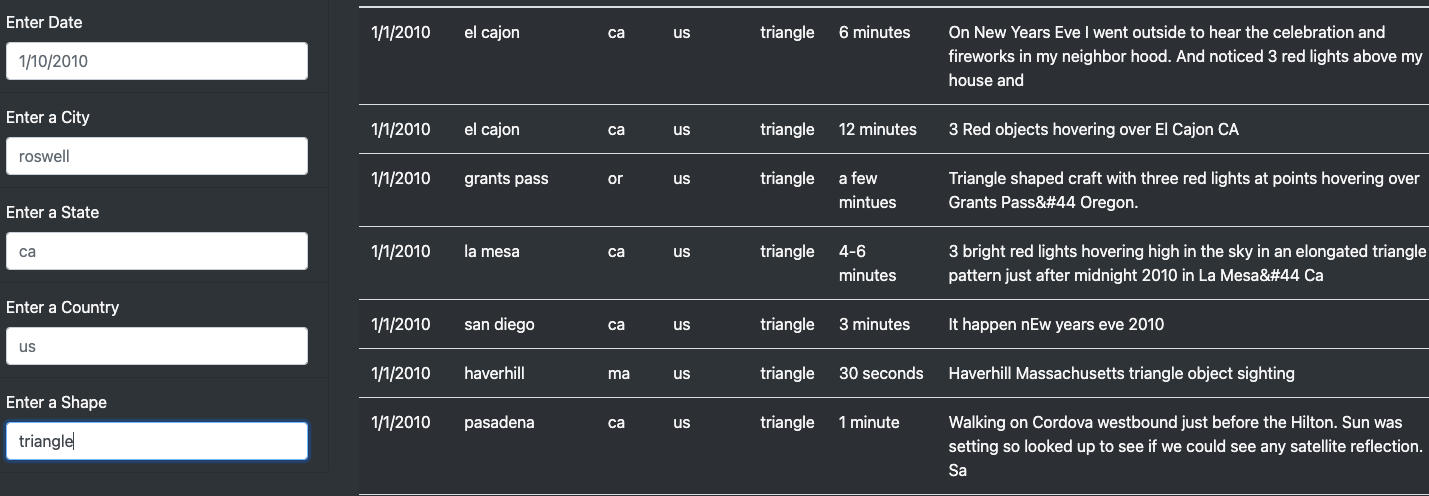 Enter Date
1/10/2010
Enter a City
roswell
Enter a State
ca
Enter a Country
us
Enter a Shape
triangle
1/1/2010 el cajon ca us triangle 6 minutes On New Years Eve I went outside to hear the celebration and
fireworks in my neighbor hood. And noticed 3 red lights above my
house and
1/1/2010 el cajon ca us triangle 12 minutes 3 Red objects hovering over El Cajon CA
1/1/2010 grants pass or us triangle a few Triangle shaped craft with three red lights at points hovering over
mintues Grants Pass&#44 Oregon.
1/1/2010 la mesa ca us triangle 4-6 3 bright red lights hovering high in the sky in an elongated triangle
minutes pattern just after midnight 2010 in La Mesa&#44 Ca
1/1/2010 san diego ca us triangle 3 minutes It happen nEw years eve 2010
1/1/2010 haverhill ma us triangle 30 seconds Haverhill Massachusetts triangle object sighting
1/1/2010 pasadena ca us triangle 1 minute Walking on Cordova westbound just before the Hilton. Sun was
setting so looked up to see if we could see any satellite reflection.
Sa